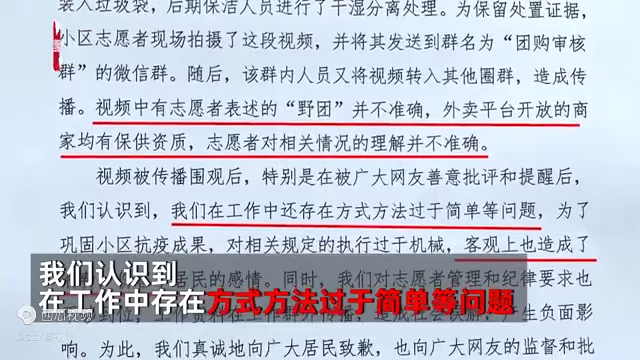 装入垃圾袋，后期保洁人员进行了干湿分离处理。为保留处置证据，
小区志愿者现场拍摄了这段视频，并将其发送到群名为“团购审核
群”的微信群。随后，该群内人员又将视频转入其他圈群，造成传
播。视频中有志愿者表述的“野团”并不准确，外卖平台开放的商
家均有保供资质，志愿者对相关情况的理解并不准确。
视频被传播围观后，特别是在被广大网友善意批评和提醒后，
我们认识到，我们在工作中还存在方式方法过于简单等问题，为了
巩固小区抗疫成果，对相关规定的执行过于机械，客观上也造成了
居民的感情。同时，我们对志愿者管理和纪律要求也
我们认识到
在工作中存在方式方法过于简单等问题
生负面影
响。为此，我们真诚地向广大居民致歉，也向广大网友的监督和批